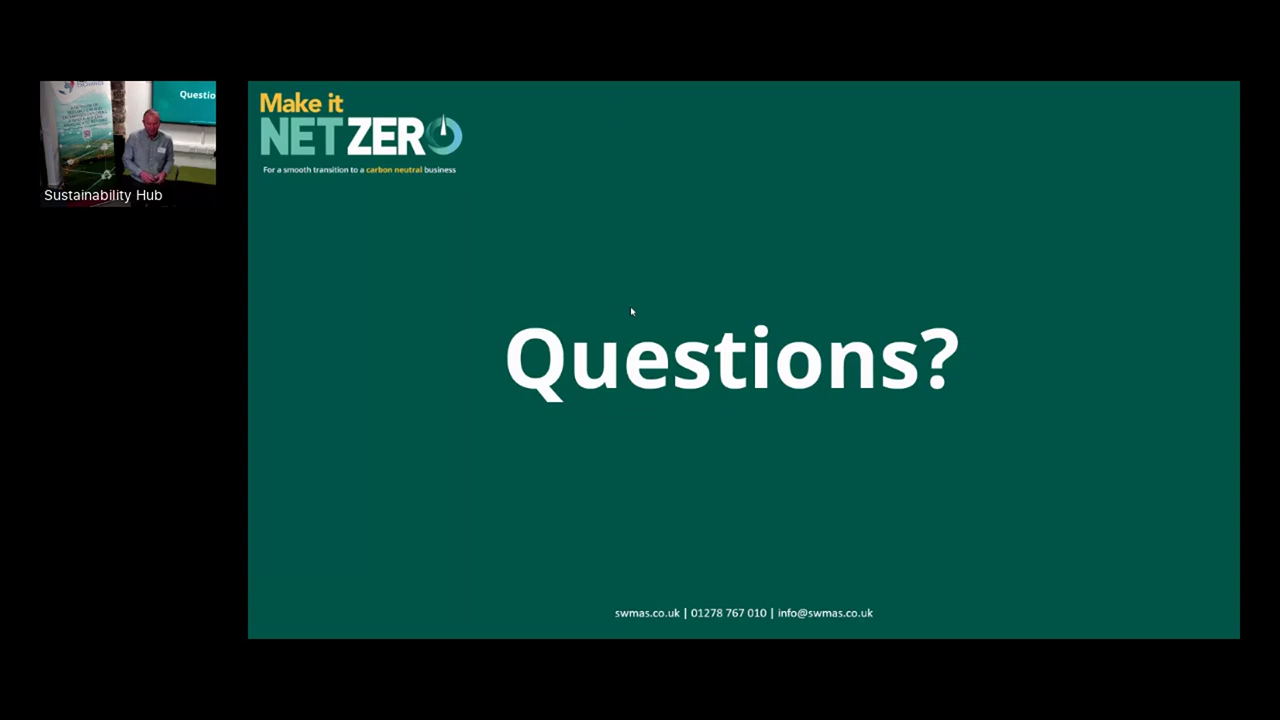 Questio
Sustainability Hub
Make it
NET ZERO
For a smooth transition to a carbon neutral business
Questions?
swmas.co.uk | 01278 767 010 | info@swmas.co.uk